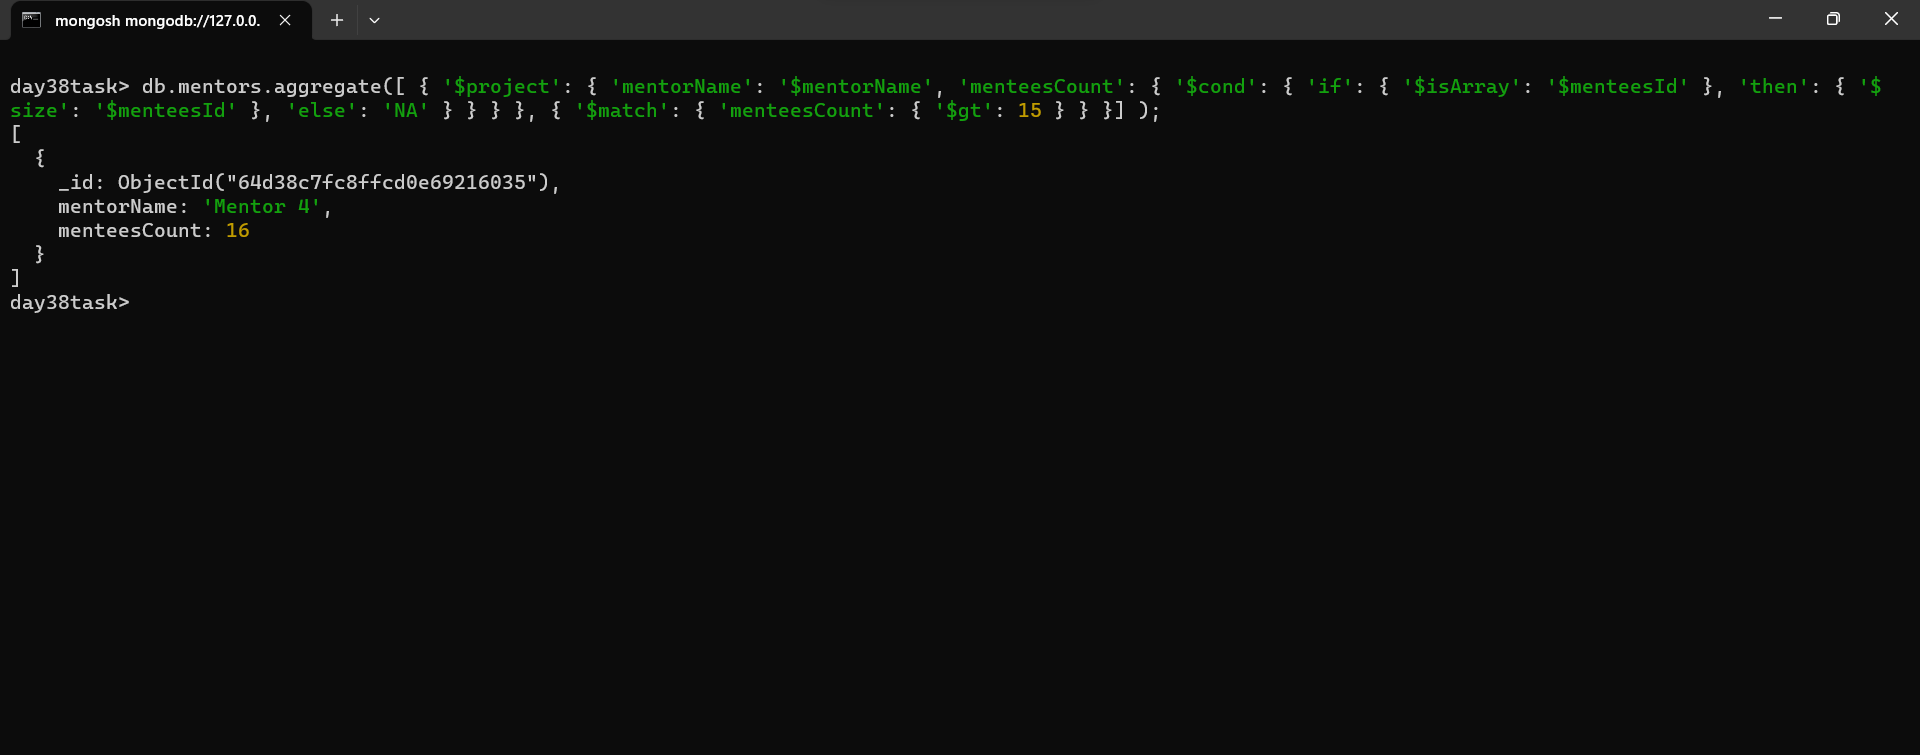 mongosh mongodb://127.0.0.
day38task> db.mentors.aggregate([ { '$project': { 'mentorName': '$mentorName', 'menteesCount': { '$cond': { 'if': { '$isArray': '$menteesId' }, 'then': { '$
size': '$menteesId' }, 'else': 'NA' } } } }, { '$match': { 'menteesCount': { '$gt': 15 } } }] );
[
  {
    _id: ObjectId("64d38c7fc8ffcd0e69216035"),
    mentorName: 'Mentor 4',
    menteesCount: 16
  }
]
day38task>